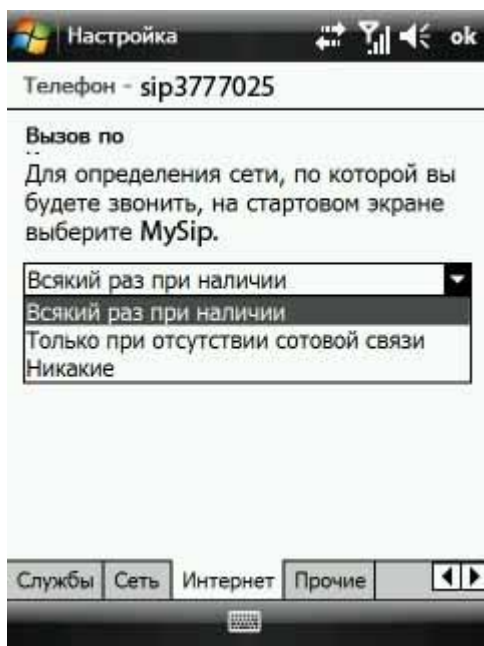 Настройка ok
Телефон - sip3777025
Вызов по
Для определения сети, по которой вы
будете звонить, на стартовом экране
выберите MySip.
Всякий раз при наличии
Всякий раз при наличии
Только при отсутствии сотовой связи
Никакие
Службы Сеть Интернет Прочие